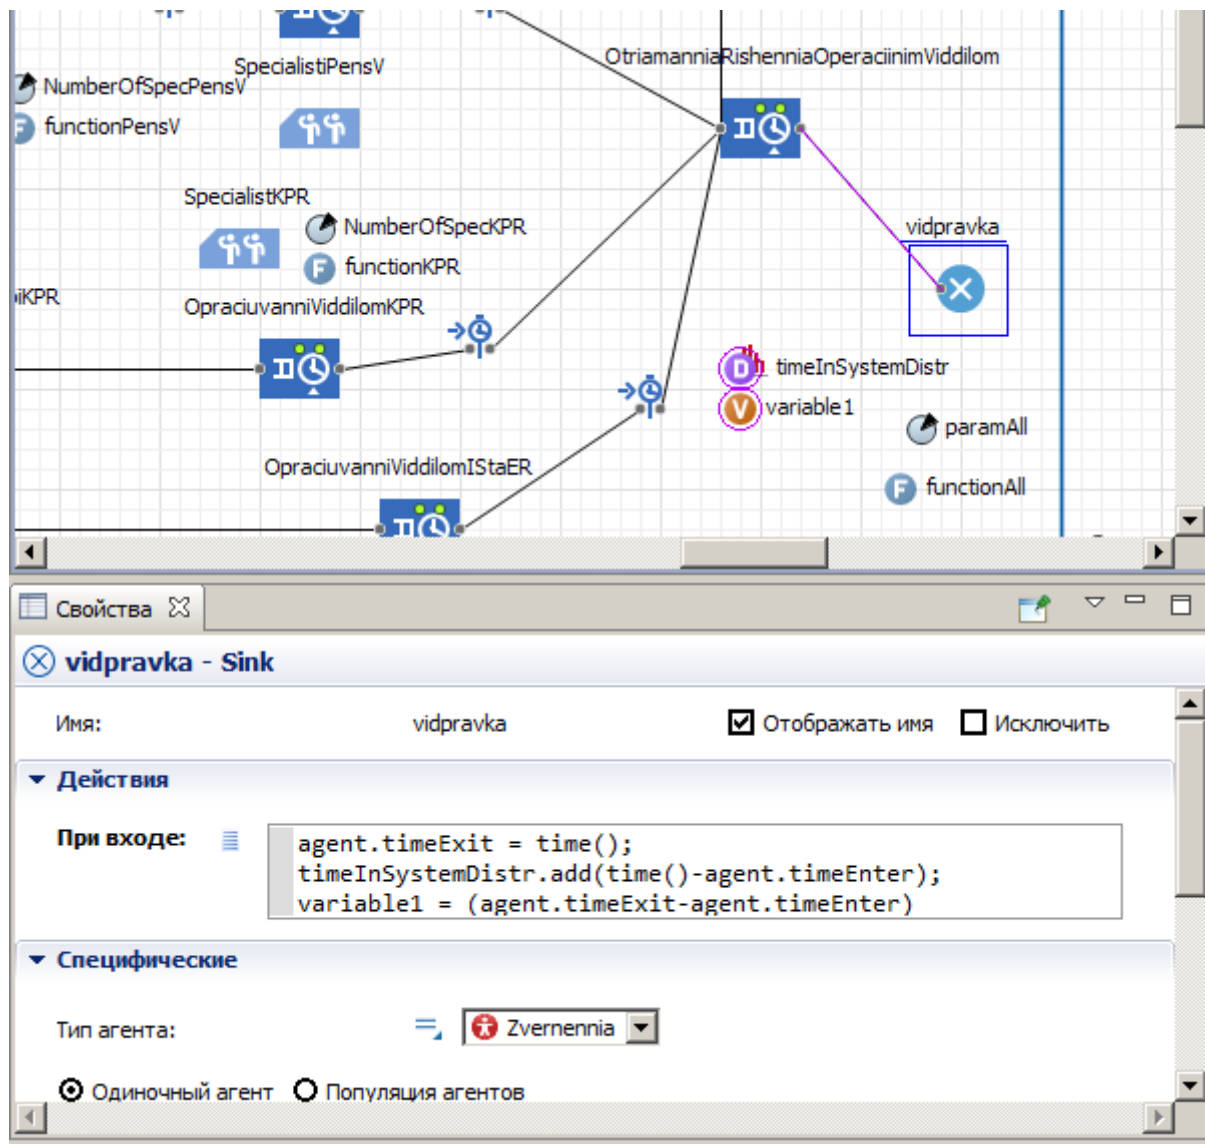 SpecialistiPensV
OtriamanniaRishenniaOperaciinimViddilom
NumberOfSpecPensV
functionPensV
SpecialistKPR
NumberOfSpecKPR
functionKPR
vidpravka
iKPR
OpraciuvanniViddilomKPR
timeInSystemDistr
variable1
paramAll
OpraciuvanniViddilomIStaER
functionAll
Свойства
vidpravka - Sink
Имя: vidpravka Отображать имя Исключить
Действия
При входе:
agent.timeExit = time();
timeInSystemDistr.add(time()-agent.timeEnter);
variable1 = (agent.timeExit-agent.timeEnter)
Специфические
Тип агента: Zvernennia
Одиночный агент Популяция агентов